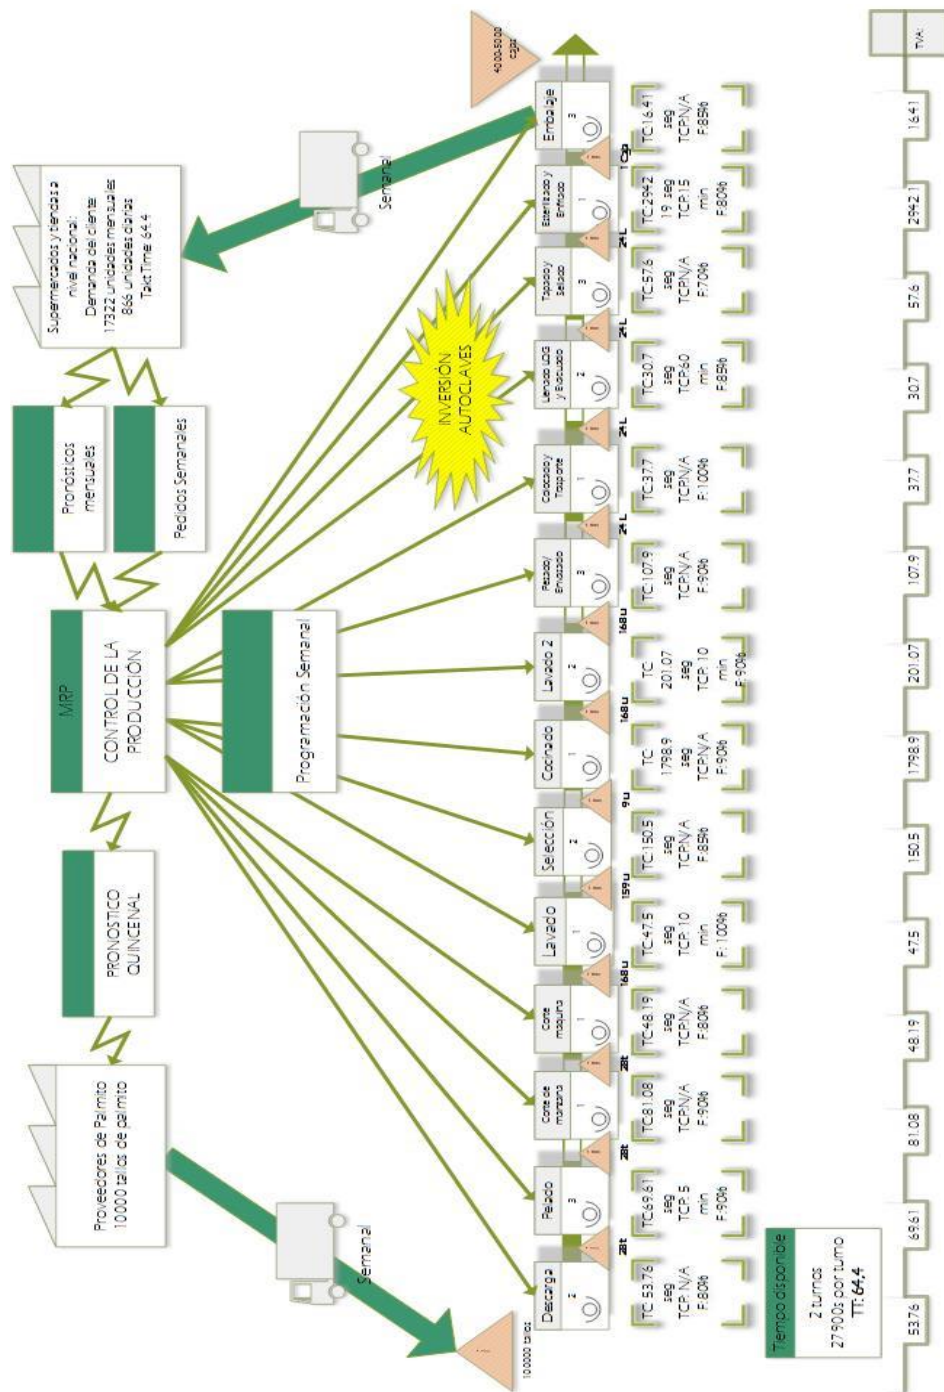 Proveedores de Palmito
10000 tallos de palmito
PRONOSTICO
QUINCENAL
MRP
CONTROL DE LA
PRODUCCIÓN
Pronósticos
mensuales
Pedidos Semanales
Supermercados y tiendas a
nivel nacional:
Demanda del cliente:
17322 unidades mensuales
866 unidades diarias
Takt Time: 64.4
Semanal
Programación Semanal
Semanal
INVERSIÓN
AUTOCLAVES
4000-5000
cajas
Descarga
2
Pelado
3
Corte de
manzana
1
Corte
maquina
1
Lavado
1
Selección
2
Cocinado
1
Lavado 2
2
Pesado/
Envasado
3
Colocado y
Trasporte
1
Llenado LDG
y Evacuado
2
Tapado y
Sellado
3
Esterilizado y
Enfriado
1
Embalaje
3
28t
28t
28t
168u
159u
9u
168u
168u
24L
24L
24L
24L
1 Caja
TC: 53.76
seg
TCP: N/A
F:80%
TC:69.61
seg
TCP: 5
min
F:90%
TC:81.08
seg
TCP:N/A
F:90%
TC:48.19
seg
TCP:N/A
F:80%
TC:47.5
seg
TCP: 10
min
F: 100%
TC:150.5
seg
TCP:N/A
F:85%
TC:
1798.9
seg
TCP:N/A
F:90%
TC:
201.07
seg
TCP: 10
min
F:90%
TC:107.9
seg
TCP:N/A
F:90%
TC:37.7
seg
TCP:N/A
F: 100%
TC:30.7
seg
TCP:60
min
F:85%
TC:57.6
seg
TCP:N/A
F:70%
TC:2942
19 seg
TCP:15
min
F:80%
TC:16.41
seg
TCP:N/A
F:85%
Tiempo disponible
2 turnos
27900s por turno
TT: 64,4
53.76
69.61
81.08
48.19
47.5
150.5
1798.9
201.07
107.9
37.7
30.7
57.6
2942.1
16.41
TVA: